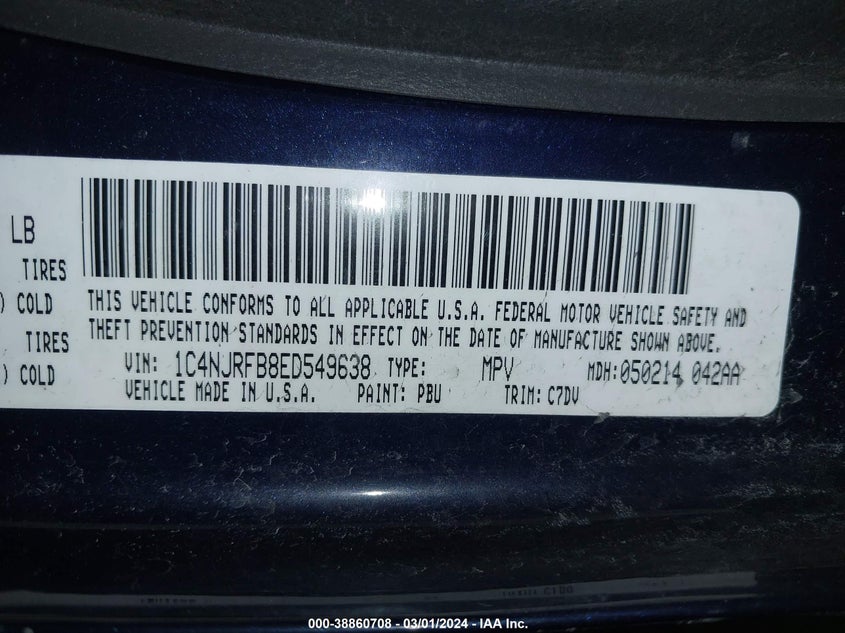 LB
TIRES
) COLD
TIRES
) COLD
THIS VEHICLE CONFORMS TO ALL APPLICABLE U.S.A. FEDERAL MOTOR VEHICLE SAFETY AND
THEFT PREVENTION STANDARDS IN EFFECT ON THE DATE OF MANUFACTURE SHOWN ABOVE.
VIN: 1C4NJRFB8ED549638 TYPE: MPV MDH: 050214 042AA
VEHICLE MADE IN U.S.A. PAINT: PBU TRIM: C7DV
000-38860708 - 03/01/2024 - IAA Inc.